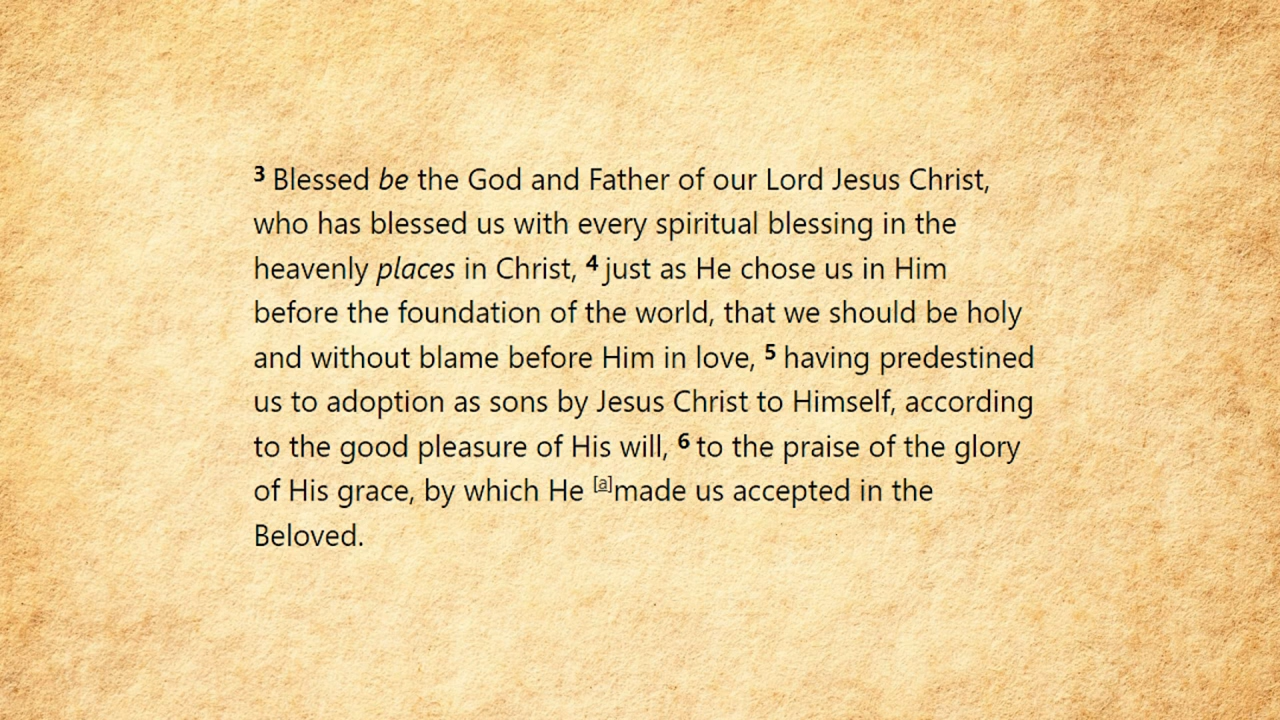 3 Blessed be the God and Father of our Lord Jesus Christ,
who has blessed us with every spiritual blessing in the
heavenly places in Christ, 4 just as He chose us in Him
before the foundation of the world, that we should be holy
and without blame before Him in love, 5 having predestined
us to adoption as sons by Jesus Christ to Himself, according
to the good pleasure of His will, 6 to the praise of the glory
of His grace, by which He [a]made us accepted in the
Beloved.